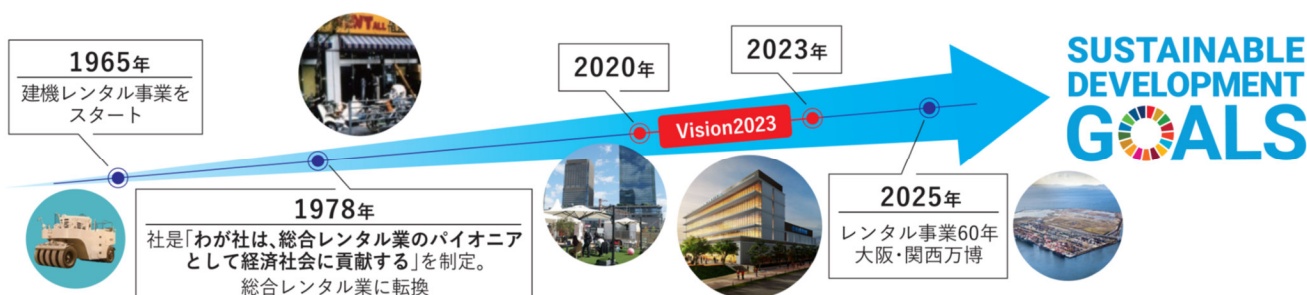 1965年
建機レンタル事業を
スタート
1978年
社是「わが社は、総合レンタル業のパイオニア
として経済社会に貢献する」を制定。
総合レンタル業に転換
2020年
Vision2023
2023年
2025年
レンタル事業60年
大阪・関西万博
SUSTAINABLE
DEVELOPMENT
GOALS